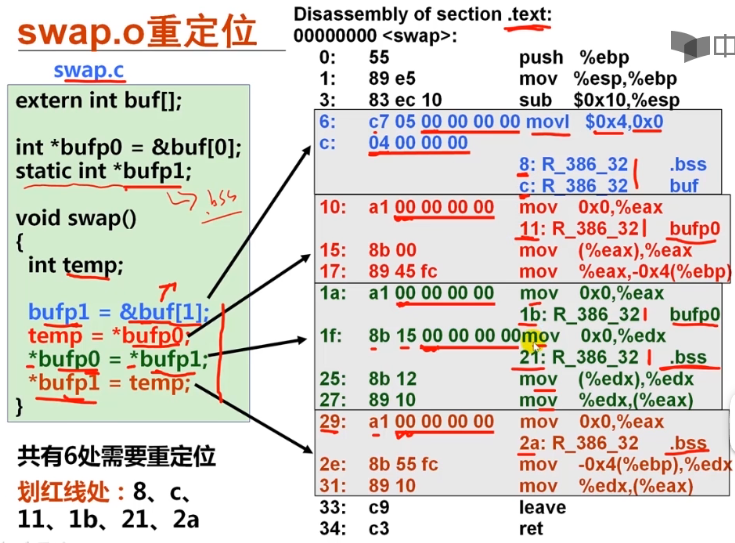 swap.o重定位
swap.c
extern int buf[];
int *bufp0 = &buf[0];
static int *bufp1;
.bss
void swap()
{
int temp;
bufp1 = &buf[1];
temp = *bufp0;
*bufp0 = *bufp1;
*bufp1 = temp;
}
共有6处需要重定位
划红线处：8、c、
11、1b、21、2a
Disassembly of section .text:
00000000 <swap>:
0: 55 push %ebp
1: 89 e5 mov %esp,%ebp
3: 83 ec 10 sub $0x10,%esp
6: c7 05 00 00 00 00 movl $0x4,0x0
c: 04 00 00 00
8: R_386_32 .bss
c: R_386_32 buf
10: a1 00 00 00 00 mov 0x0,%eax
11: R_386_32 bufp0
15: 8b 00 mov (%eax),%eax
17: 89 45 fc mov %eax,-0x4(%ebp)
1a: a1 00 00 00 00 mov 0x0,%eax
1b: R_386_32 bufp0
1f: 8b 15 00 00 00 00 mov 0x0,%edx
21: R_386_32 .bss
25: 8b 12 mov (%edx),%edx
27: 89 10 mov %edx,(%eax)
29: a1 00 00 00 00 mov 0x0,%eax
2a: R_386_32 .bss
2e: 8b 55 fc mov -0x4(%ebp),%edx
31: 89 10 mov %edx,(%eax)
33: c9 leave
34: c3 ret